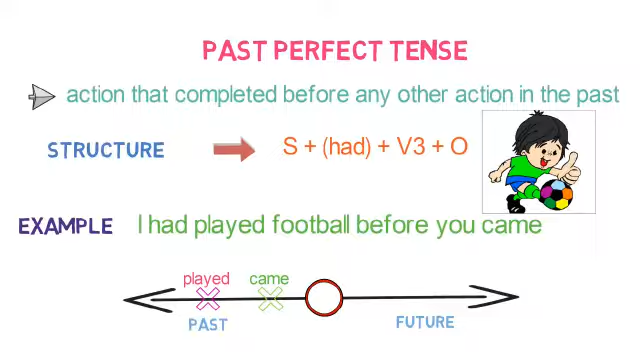 PAST PERFECT TENSE
action that completed before any other action in the past
STRUCTURE S + (had) + V3 + O
EXAMPLE I had played football before you came
played came
PAST FUTURE